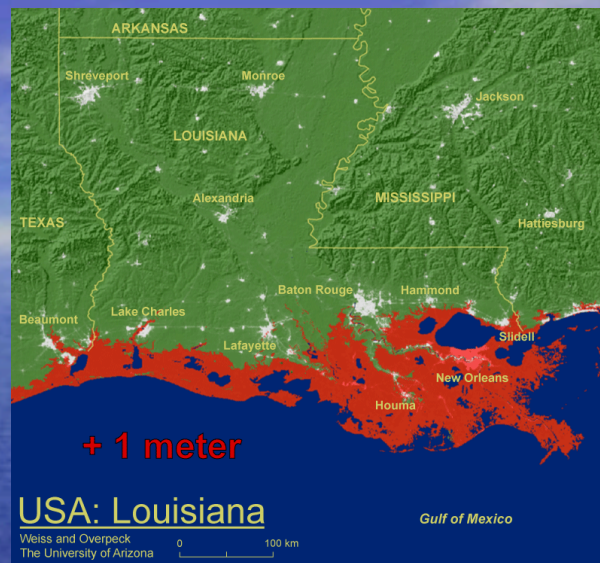 ARKANSAS
Shreveport
Monroe
Jackson
LOUISIANA
Alexandria
MISSISSIPPI
TEXAS
Hattiesburg
Baton Rouge
Hammond
Beaumont
Lake Charles
Lafayette
Slidell
New Orleans
Houma
+ 1 meter
USA: Louisiana
Gulf of Mexico
Weiss and Overpeck
The University of Arizona
0 100 km